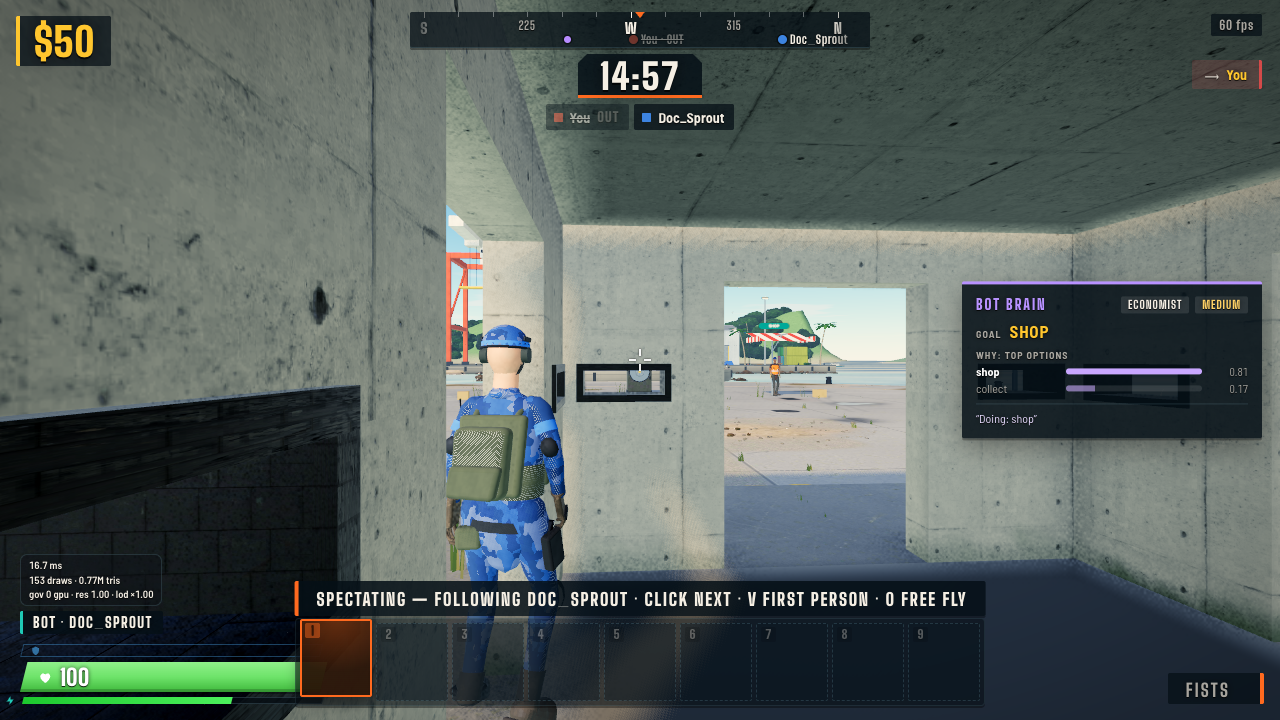 $50
S
225
W
315
N
You · OUT
Doc_Sprout
60 fps
14:57
→ You
You OUT
Doc_Sprout
SHOP
BOT BRAIN
ECONOMIST
MEDIUM
GOAL SHOP
WHY: TOP OPTIONS
shop 0.81
collect 0.17
"Doing: shop"
16.7 ms
153 draws · 0.77M tris
gov 0 gpu · res 1.00 · lod ×1.00
BOT · DOC_SPROUT
SPECTATING — FOLLOWING DOC_SPROUT · CLICK NEXT · V FIRST PERSON · O FREE FLY
100
1 2 3 4 5 6 7 8 9
FISTS